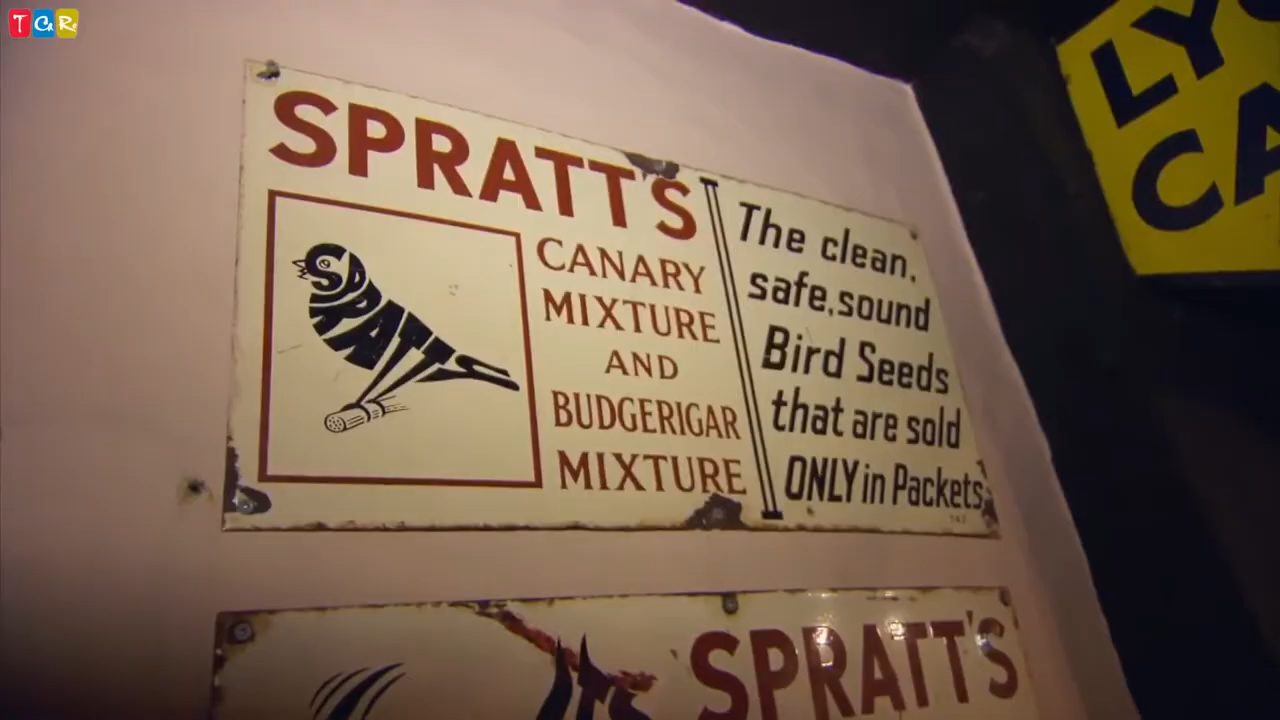 TGR
SPRATT'S
SPRATTS
CANARY
MIXTURE
AND
BUDGERIGAR
MIXTURE
The clean,
safe, sound
Bird Seeds
that are sold
ONLY in Packets
LYO
CA
SPRATT'S